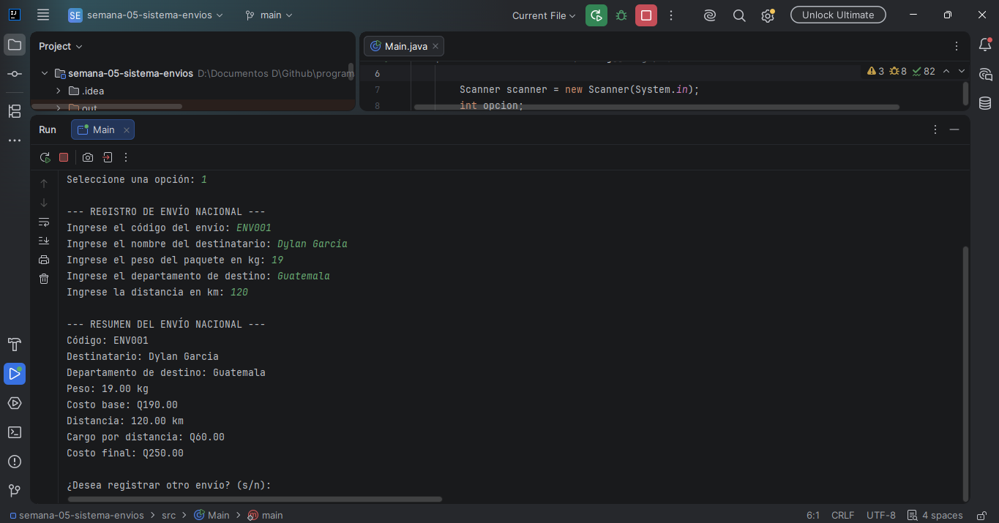 SE semana-05-sistema-envios main Current File Unlock Ultimate
Project
Main.java
semana-05-sistema-envios D:\Documentos D\Github\program
.idea
out
6
3 8 82
7 Scanner scanner = new Scanner(System.in);
8 int opcion;
Run Main
Seleccione una opción: 1
--- REGISTRO DE ENVÍO NACIONAL ---
Ingrese el código del envío: ENV001
Ingrese el nombre del destinatario: Dylan Garcia
Ingrese el peso del paquete en kg: 19
Ingrese el departamento de destino: Guatemala
Ingrese la distancia en km: 120
--- RESUMEN DEL ENVÍO NACIONAL ---
Código: ENV001
Destinatario: Dylan Garcia
Departamento de destino: Guatemala
Peso: 19.00 kg
Costo base: Q190.00
Distancia: 120.00 km
Cargo por distancia: Q60.00
Costo final: Q250.00
¿Desea registrar otro envío? (s/n):
semana-05-sistema-envios > src > Main > main 6:1 CRLF UTF-8 4 spaces